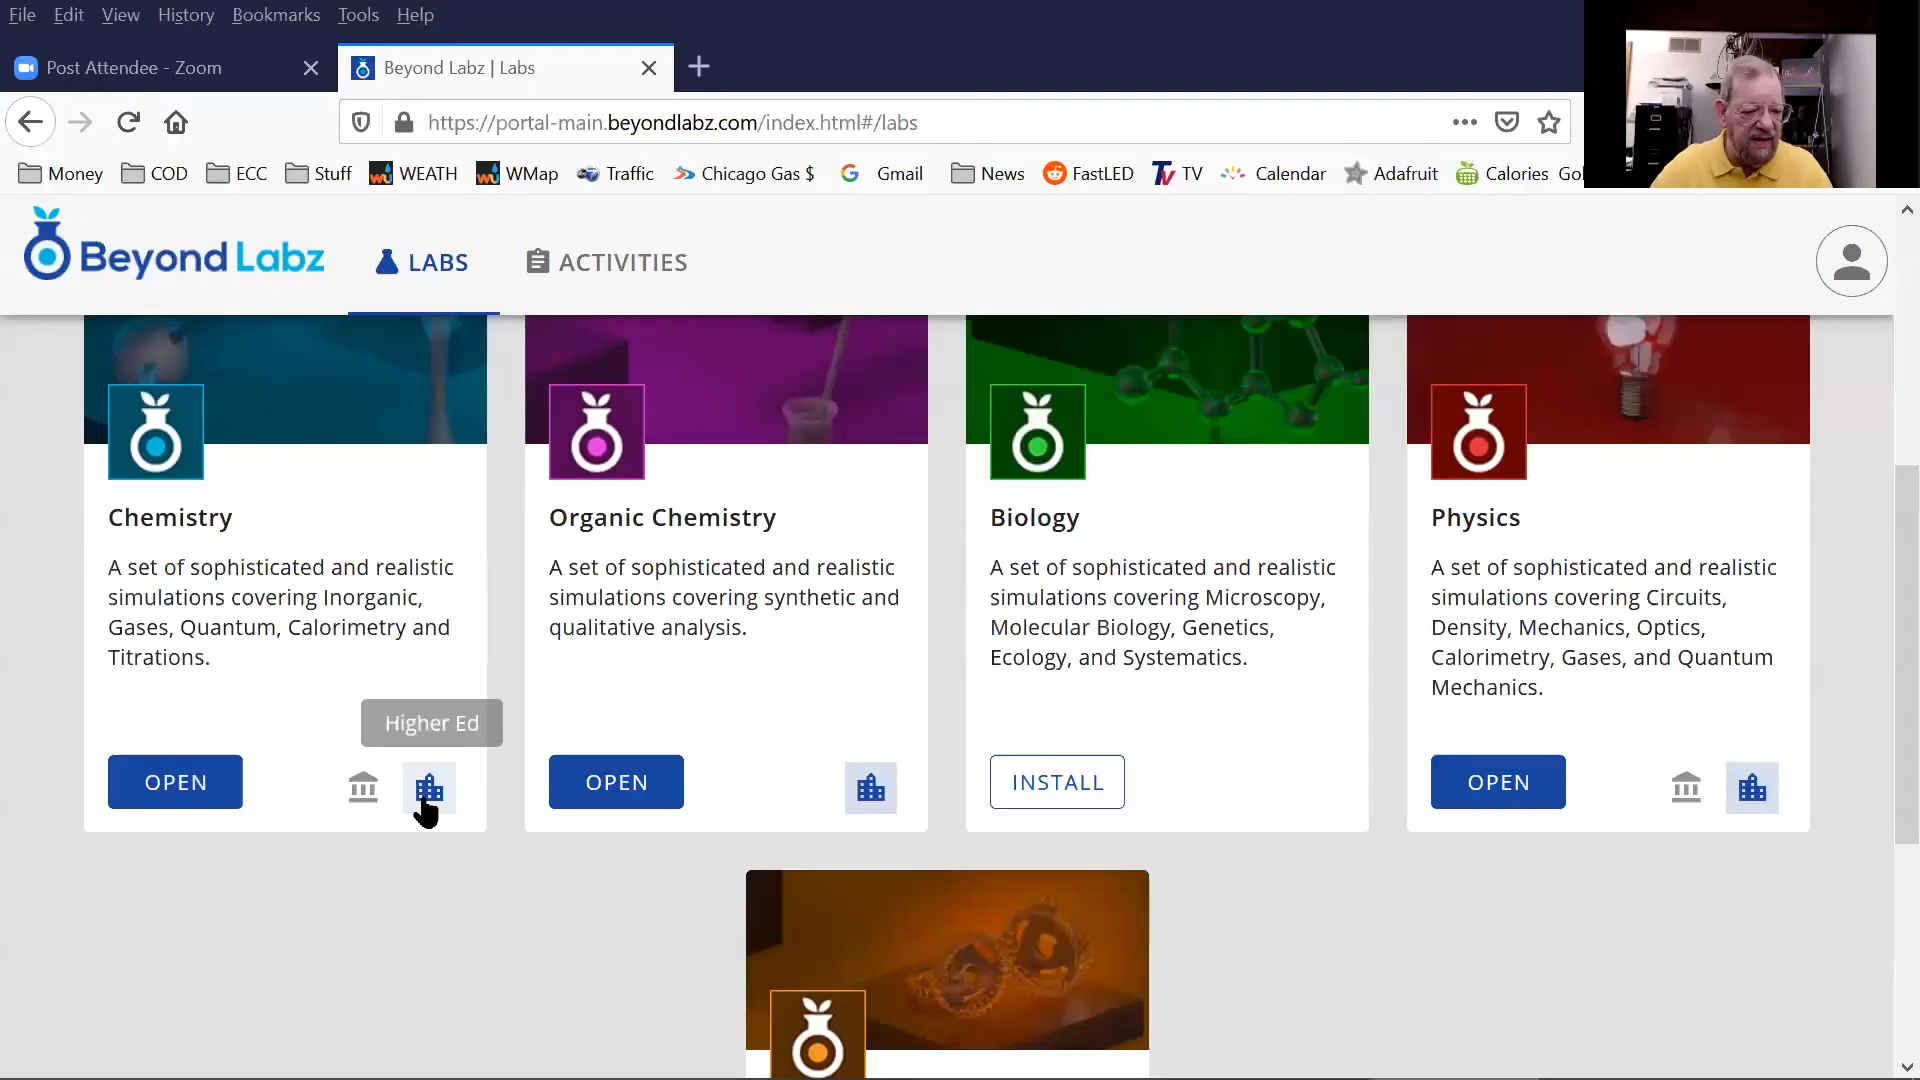 File Edit View History Bookmarks Tools Help
Post Attendee - Zoom
Beyond Labz | Labs
https://portal-main.beyondlabz.com/index.html#/labs
Money COD ECC Stuff WEATH WMap Traffic Chicago Gas $ Gmail News FastLED TV Calendar Adafruit Calories
Beyond Labz LABS ACTIVITIES
Chemistry
A set of sophisticated and realistic
simulations covering Inorganic,
Gases, Quantum, Calorimetry and
Titrations.
Higher Ed
OPEN
Organic Chemistry
A set of sophisticated and realistic
simulations covering synthetic and
qualitative analysis.
OPEN
Biology
A set of sophisticated and realistic
simulations covering Microscopy,
Molecular Biology, Genetics,
Ecology, and Systematics.
INSTALL
Physics
A set of sophisticated and realistic
simulations covering Circuits,
Density, Mechanics, Optics,
Calorimetry, Gases, and Quantum
Mechanics.
OPEN